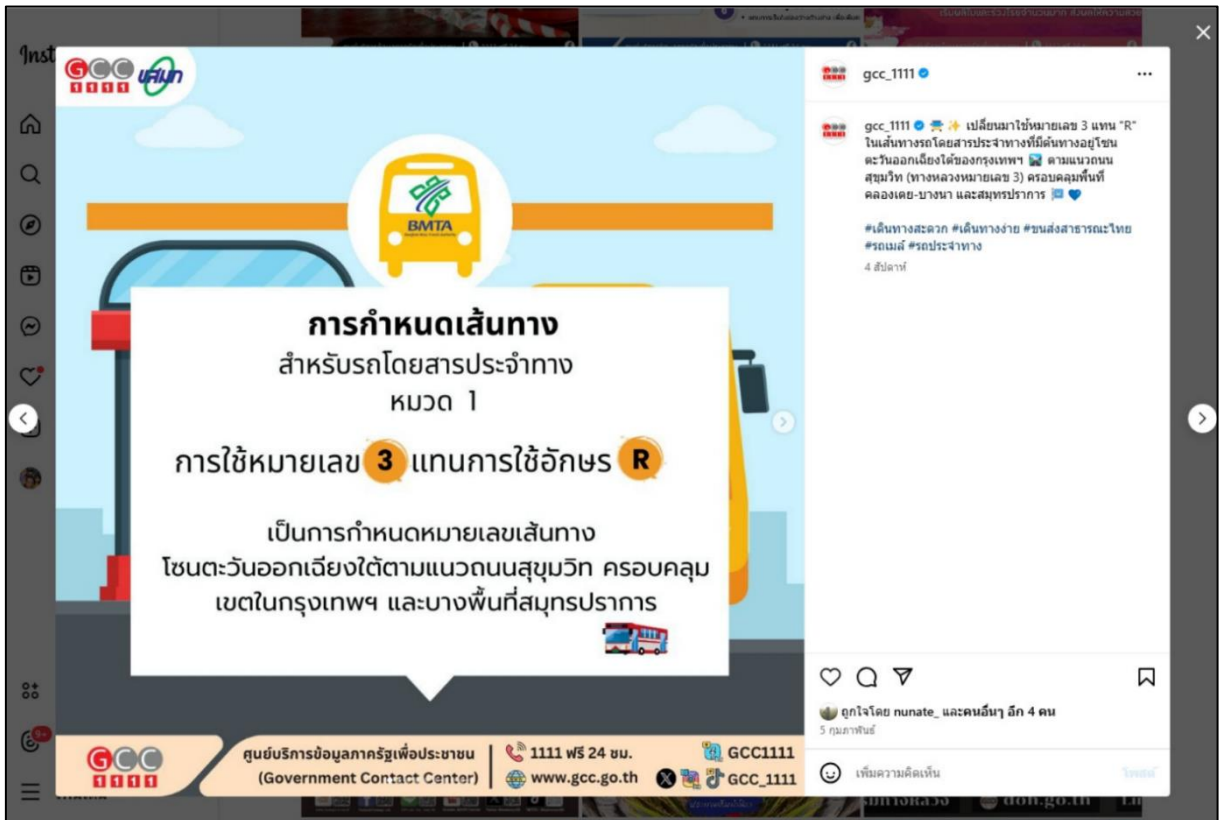 GCC
1111
ขสมก
BMTA
การกำหนดเส้นทาง
สำหรับรถโดยสารประจำทาง
หมวด 1
การใช้หมายเลข 3 แทนการใช้อักษร R
เป็นการกำหนดหมายเลขเส้นทาง
โซนตะวันออกเฉียงใต้ตามแนวถนนสุขุมวิท ครอบคลุม
เขตในกรุงเทพฯ และบางพื้นที่สมุทรปราการ
GCC
1111
ศูนย์บริการข้อมูลภาครัฐเพื่อประชาชน
(Government Contact Center)
1111 ฟรี 24 ชม.
www.gcc.go.th
GCC1111
GCC_1111
gcc_1111
gcc_1111 เปลี่ยนมาใช้หมายเลข 3 แทน "R"
ในเส้นทางรถโดยสารประจำทางที่มีต้นทางอยู่โซน
ตะวันออกเฉียงใต้ของกรุงเทพฯ ตามแนวถนน
สุขุมวิท (ทางหลวงหมายเลข 3) ครอบคลุมพื้นที่
คลองเตย-บางนา และสมุทรปราการ
#เดินทางสะดวก #เดินทางง่าย #ขนส่งสาธารณะไทย
#รถเมล์ #รถประจำทาง
4 สัปดาห์
ถูกใจโดย nunate_ และคนอื่นๆ อีก 4 คน
5 กุมภาพันธ์
เพิ่มความคิดเห็น
โพสต์
Inst
9+
don.go.th